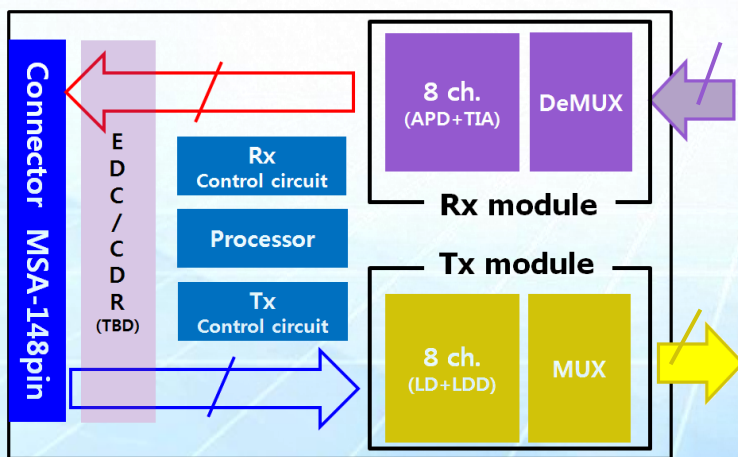 Connector MSA-148pin
E
D
C
/
C
D
R
(TBD)
Rx
Control circuit
Processor
Tx
Control circuit
8 ch.
(APD+TIA)
DeMUX
Rx module
Tx module
8 ch.
(LD+LDD)
MUX